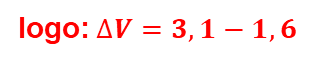 logo: ΔV = 3,1 − 1,6